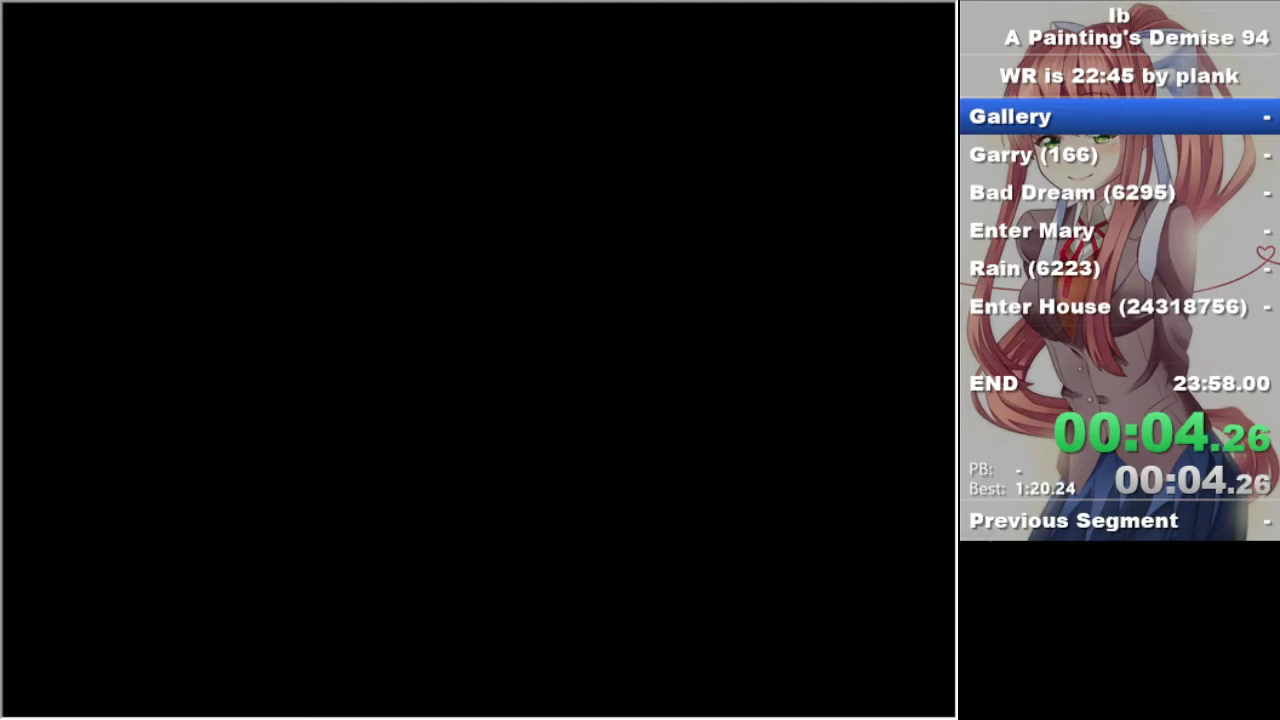 Ib
A Painting's Demise 94
WR is 22:45 by plank
Gallery -
Garry (166) -
Bad Dream (6295) -
Enter Mary -
Rain (6223) -
Enter House (24318756) -
END 23:58.00
00:04.26
PB: - 00:04.26
Best: 1:20.24
Previous Segment -